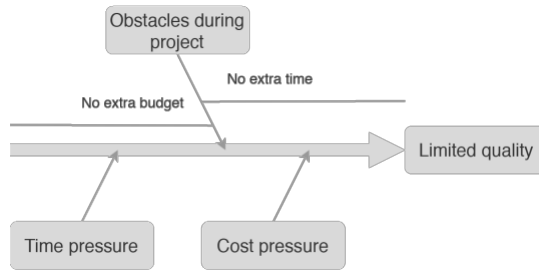 Obstacles during
project
No extra time
No extra budget
Limited quality
Time pressure
Cost pressure